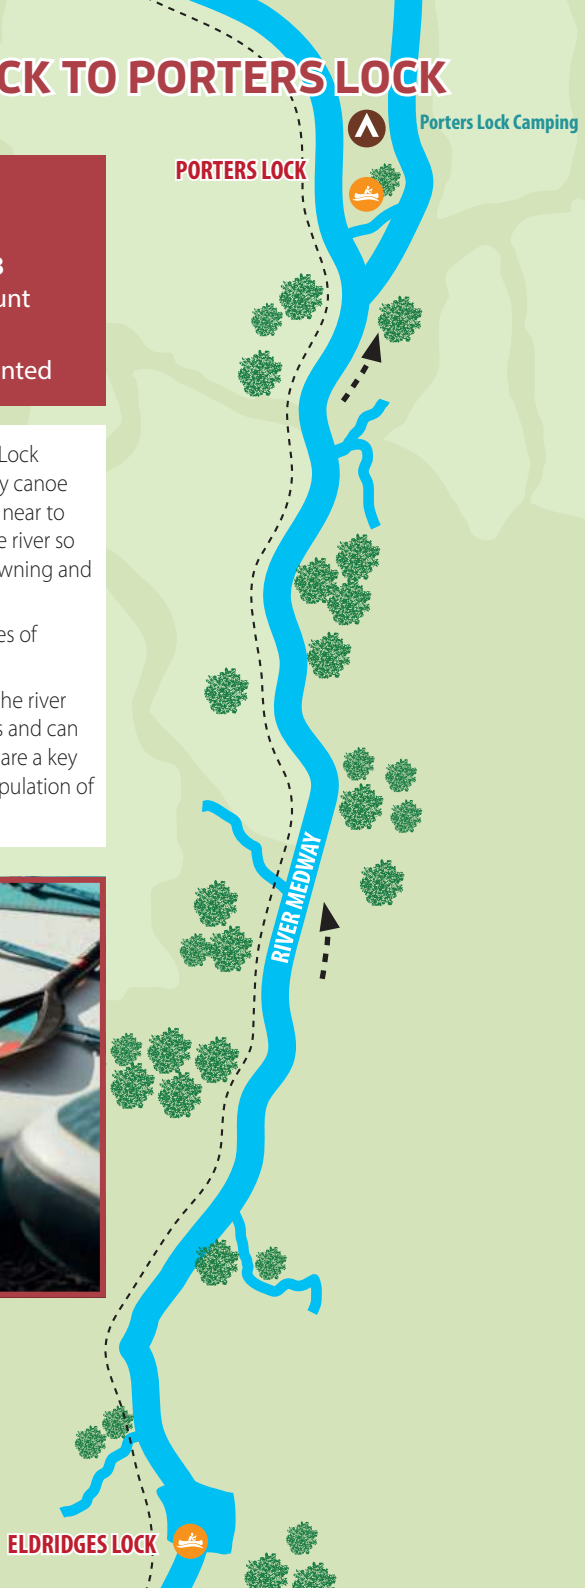 CK TO PORTERS LOCK
Porters Lock Camping
PORTERS LOCK
3
unt
nted
Lock
y canoe
near to
e river so
wning and
es of
he river
s and can
are a key
pulation of
RIVER MEDWAY
ELDRIDGES LOCK